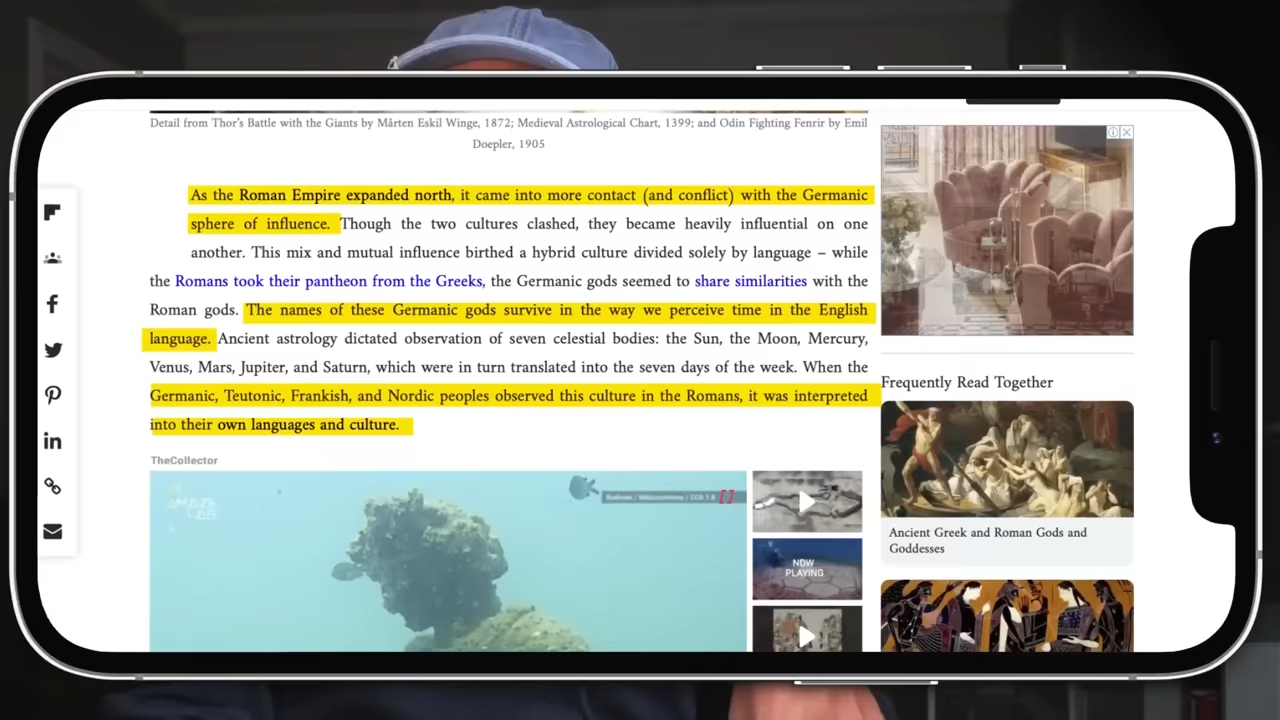 Detail from Thor's Battle with the Giants by Mårten Eskil Winge, 1872; Medieval Astrological Chart, 1399; and Odin Fighting Fenrir by Emil
Doepler, 1905
As the Roman Empire expanded north, it came into more contact (and conflict) with the Germanic
sphere of influence. Though the two cultures clashed, they became heavily influential on one
another. This mix and mutual influence birthed a hybrid culture divided solely by language – while
the Romans took their pantheon from the Greeks, the Germanic gods seemed to share similarities with the
Roman gods. The names of these Germanic gods survive in the way we perceive time in the English
language. Ancient astrology dictated observation of seven celestial bodies: the Sun, the Moon, Mercury,
Venus, Mars, Jupiter, and Saturn, which were in turn translated into the seven days of the week. When the
Germanic, Teutonic, Frankish, and Nordic peoples observed this culture in the Romans, it was interpreted
into their own languages and culture.
TheCollector
NOW
PLAYING
Frequently Read Together
Ancient Greek and Roman Gods and
Goddesses